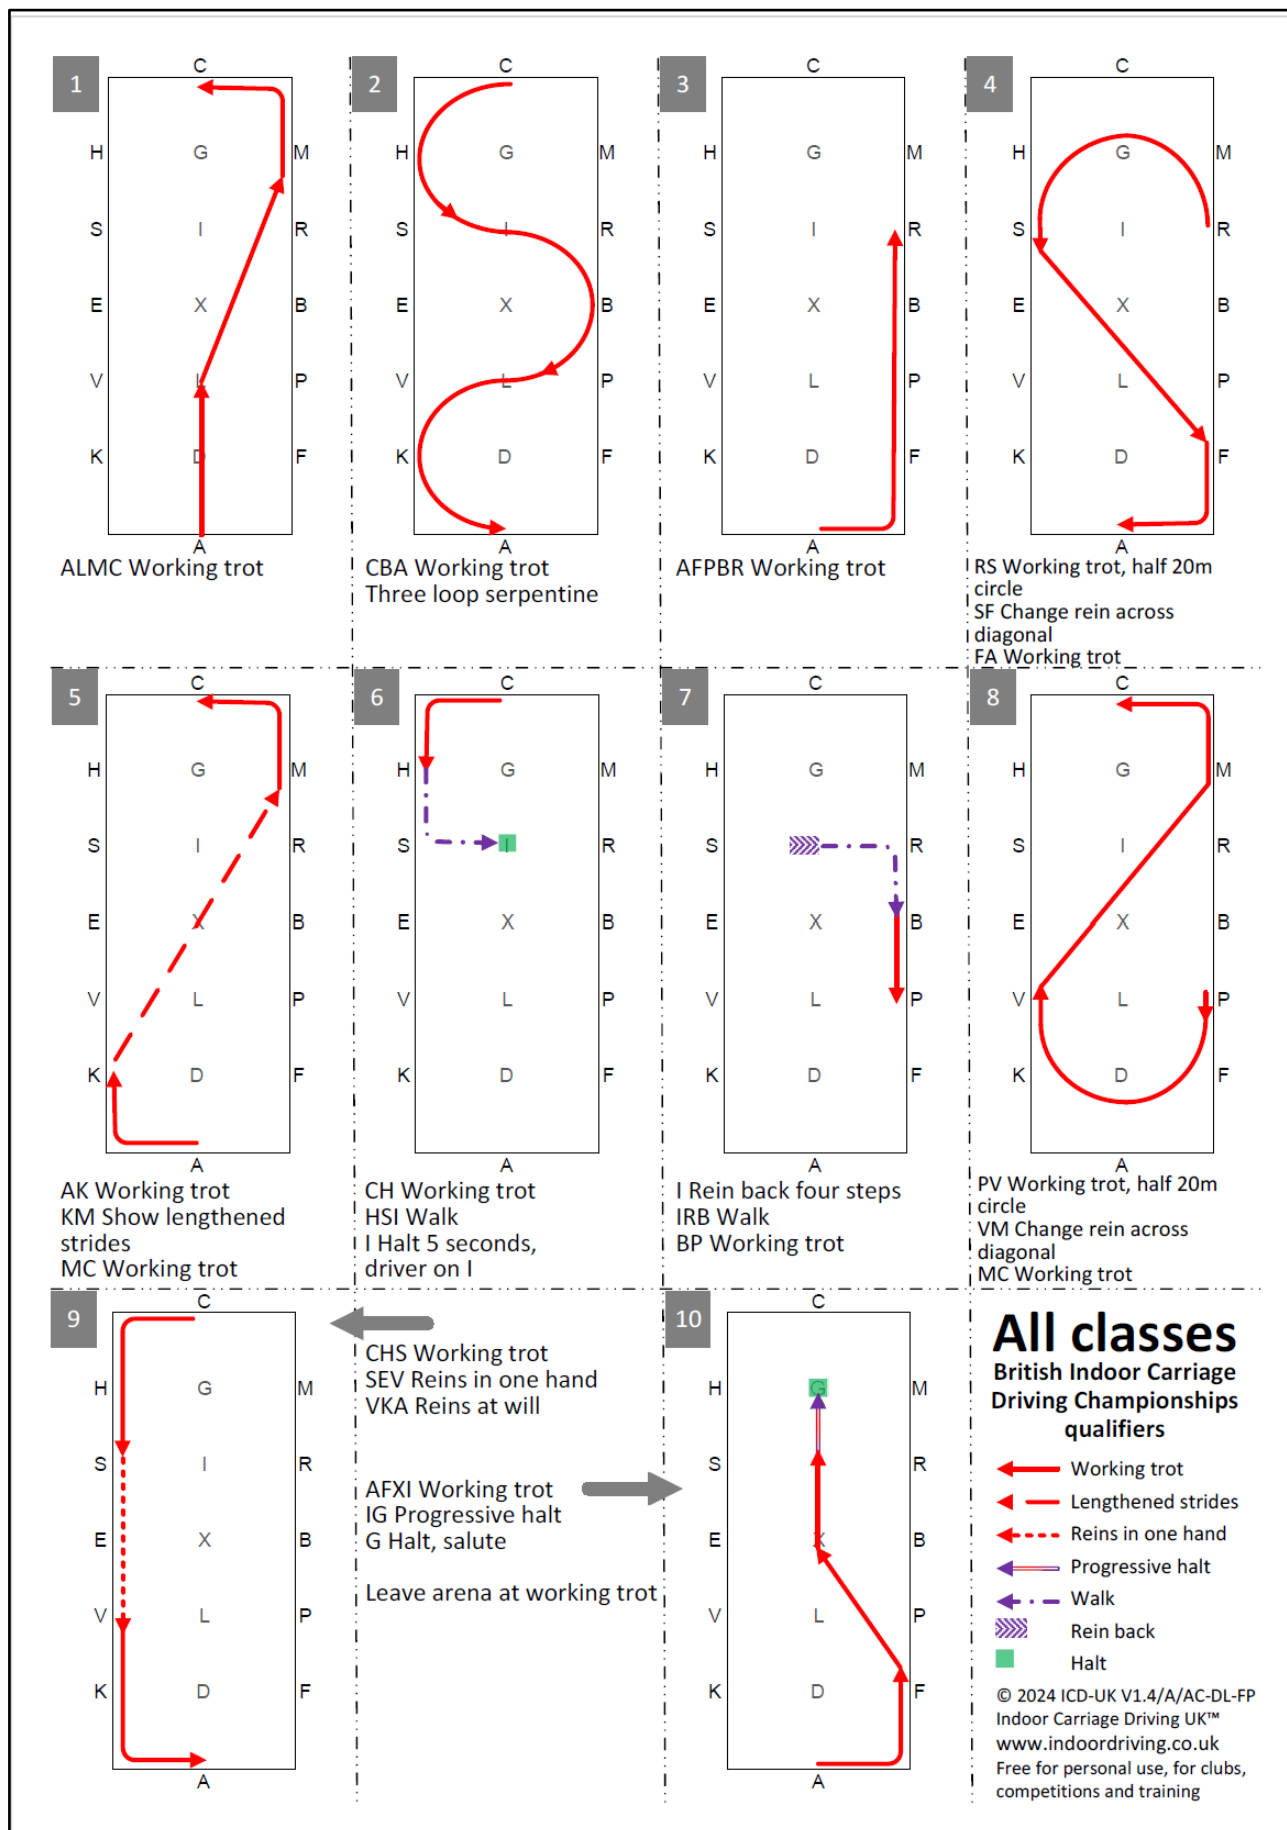 1
C
H G M
S I R
E X B
V L P
K D F
A
ALMC Working trot
2
C
H G M
S I R
E X B
V L P
K D F
A
CBA Working trot
Three loop serpentine
3
C
H G M
S I R
E X B
V L P
K D F
A
AFPBR Working trot
4
C
H G M
S I R
E X B
V L P
K D F
A
RS Working trot, half 20m
circle
SF Change rein across
diagonal
FA Working trot
5
C
H G M
S I R
E X B
V L P
K D F
A
AK Working trot
KM Show lengthened
strides
MC Working trot
6
C
H G M
S I R
E X B
V L P
K D F
A
CH Working trot
HSI Walk
I Halt 5 seconds,
driver on I
7
C
H G M
S R
E X B
V L P
K D F
A
I Rein back four steps
IRB Walk
BP Working trot
8
C
H G M
S I R
E X B
V L P
K D F
A
PV Working trot, half 20m
circle
VM Change rein across
diagonal
MC Working trot
9
C
H G M
S I R
E X B
V L P
K D F
A
CHS Working trot
SEV Reins in one hand
VKA Reins at will
AFXI Working trot
IG Progressive halt
G Halt, salute
Leave arena at working trot
10
C
H G M
S R
E X B
V L P
K D F
A
All classes
British Indoor Carriage
Driving Championships
qualifiers
Working trot
Lengthened strides
Reins in one hand
Progressive halt
Walk
Rein back
Halt
© 2024 ICD-UK V1.4/A/AC-DL-FP
Indoor Carriage Driving UK™
www.indoordriving.co.uk
Free for personal use, for clubs,
competitions and training